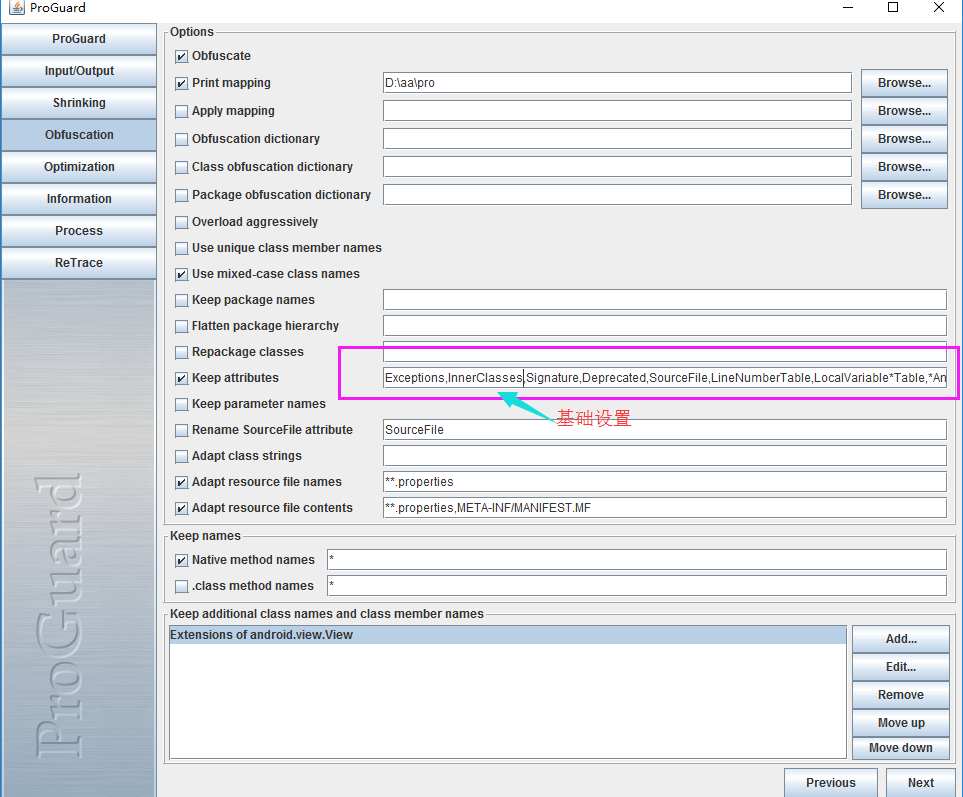 ProGuard
ProGuard
Input/Output
Shrinking
Obfuscation
Optimization
Information
Process
ReTrace
ProGuard
Options
Obfuscate
Print mapping D:\aa\pro Browse...
Apply mapping Browse...
Obfuscation dictionary Browse...
Class obfuscation dictionary Browse...
Package obfuscation dictionary Browse...
Overload aggressively
Use unique class member names
Use mixed-case class names
Keep package names
Flatten package hierarchy
Repackage classes
Keep attributes Exceptions,InnerClasses,Signature,Deprecated,SourceFile,LineNumberTable,LocalVariable*Table,*An
Keep parameter names
基础设置
Rename SourceFile attribute SourceFile
Adapt class strings
Adapt resource file names **.properties
Adapt resource file contents **.properties,META-INF/MANIFEST.MF
Keep names
Native method names *
.class method names *
Keep additional class names and class member names
Extensions of android.view.View
Add...
Edit...
Remove
Move up
Move down
Previous Next